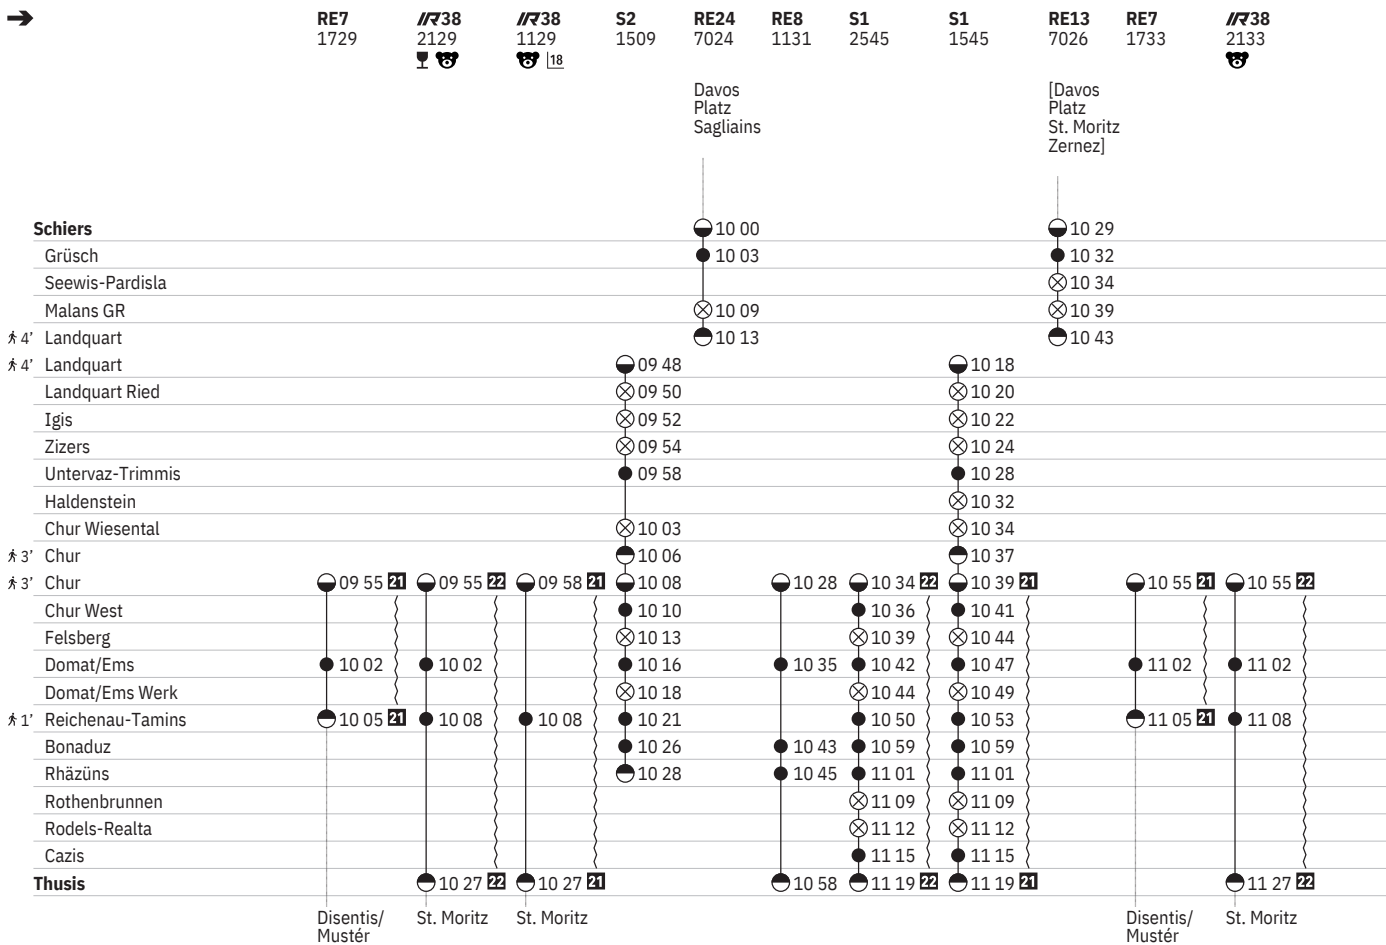 RE7 IR38 IR38 S2 RE24 RE8 S1 S1 RE13 RE7 IR38
1729 2129 1129 1509 7024 1131 2545 1545 7026 1733 2133
18
Davos [Davos
Platz Platz
Sagliains St. Moritz
Zernez]
Schiers 10 00 10 29
Grüsch 10 03 10 32
Seewis-Pardisla 10 34
Malans GR 10 09 10 39
4' Landquart 10 13 10 43
4' Landquart 09 48 10 18
Landquart Ried 09 50 10 20
Igis 09 52 10 22
Zizers 09 54 10 24
Untervaz-Trimmis 09 58 10 28
Haldenstein 10 32
Chur Wiesental 10 03 10 34
3' Chur 10 06 10 37
3' Chur 09 55 21 09 55 22 09 58 21 10 08 10 28 10 34 22 10 39 21 10 55 21 10 55 22
Chur West 10 10 10 36 10 41
Felsberg 10 13 10 39 10 44
Domat/Ems 10 02 10 02 10 16 10 35 10 42 10 47 11 02 11 02
Domat/Ems Werk 10 18 10 44 10 49
1' Reichenau-Tamins 10 05 21 10 08 10 08 10 21 10 50 10 53 11 05 21 11 08
Bonaduz 10 26 10 43 10 59 10 59
Rhäzüns 10 28 10 45 11 01 11 01
Rothenbrunnen 11 09 11 09
Rodels-Realta 11 12 11 12
Cazis 11 15 11 15
Thusis 10 27 22 10 27 21 10 58 11 19 22 11 19 21 11 27 22
Disentis/ St. Moritz St. Moritz Disentis/ St. Moritz
Mustér Mustér